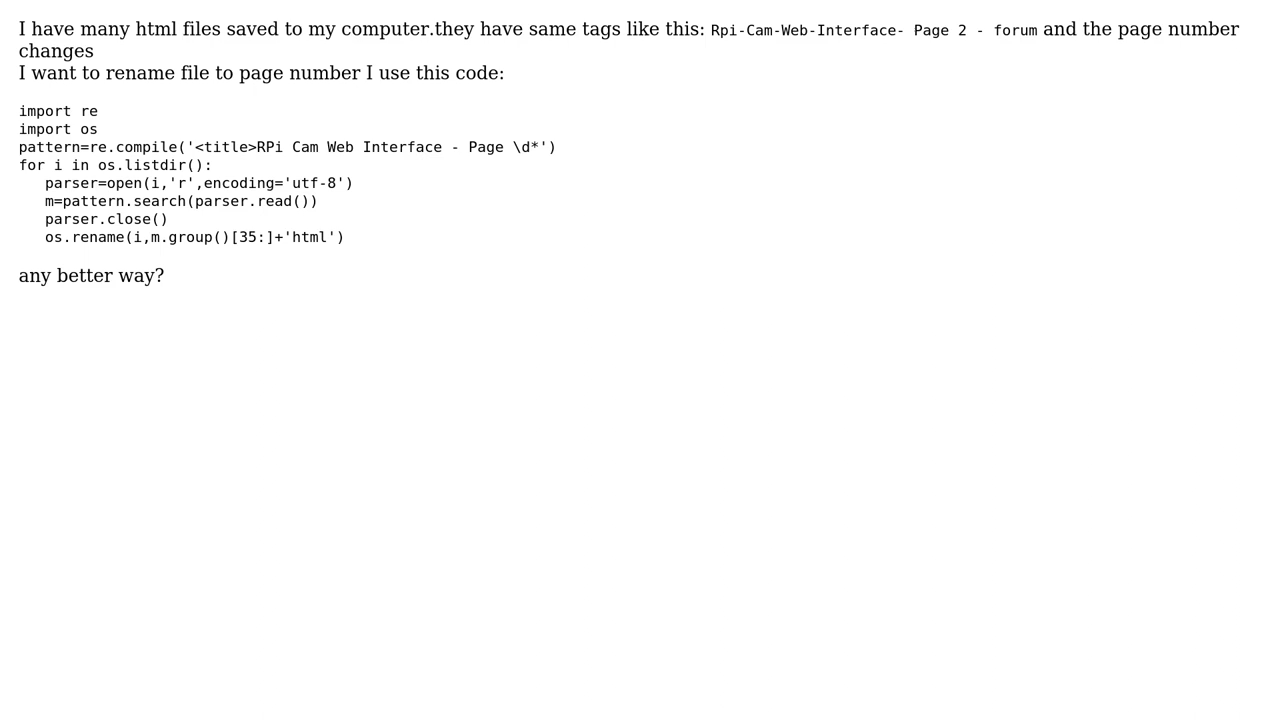 I have many html files saved to my computer.they have same tags like this: Rpi-Cam-Web-Interface- Page 2 - forum and the page number
changes
I want to rename file to page number I use this code:
import re
import os
pattern=re.compile('<title>RPi Cam Web Interface - Page \d*')
for i in os.listdir():
   parser=open(i,'r',encoding='utf-8')
   m=pattern.search(parser.read())
   parser.close()
   os.rename(i,m.group()[35:]+'html')
any better way?